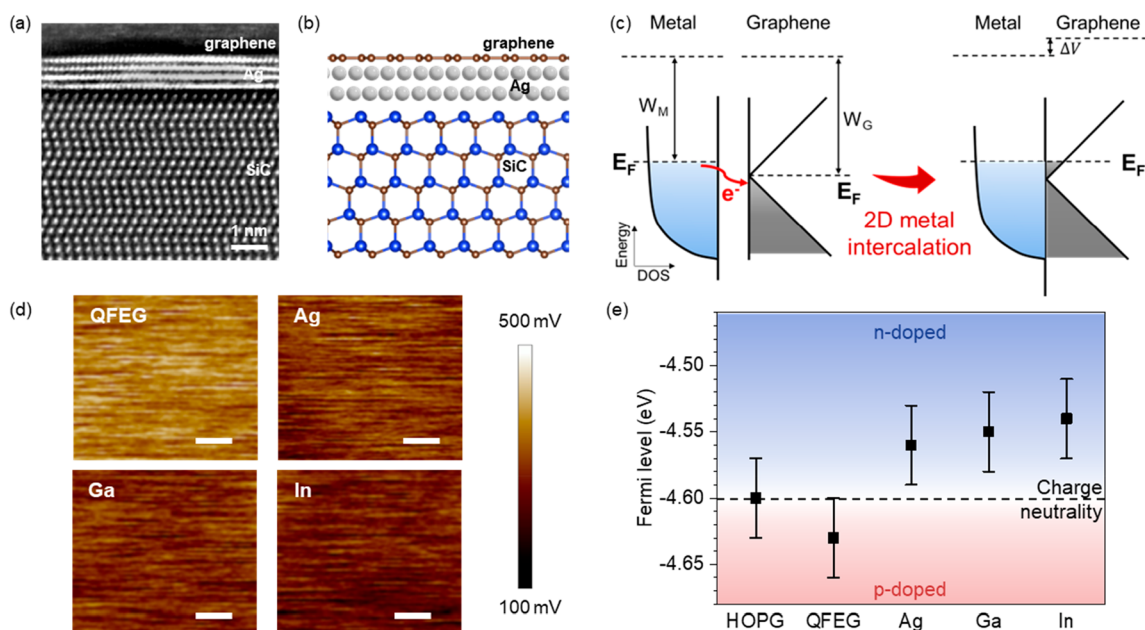 (a)
graphene
Ag
SiC
1 nm
(b)
graphene
Ag
SiC
(c)
Metal
Graphene
W_M
W_G
E_F
e-
E_F
Energy
DOS
2D metal
intercalation
Metal
Graphene
ΔV
E_F
(d)
QFEG
Ag
Ga
In
500 mV
100 mV
(e)
n-doped
Fermi level (eV)
-4.50
-4.55
-4.60
-4.65
Charge
neutrality
p-doped
HOPG QFEG Ag Ga In